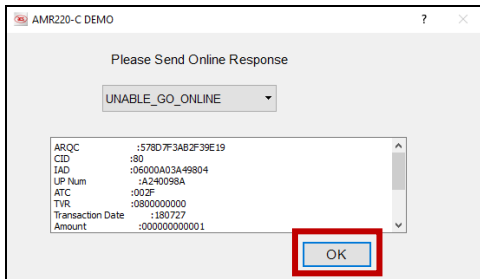 AMR220-C DEMO ?
Please Send Online Response
UNABLE_GO_ONLINE
ARQC :578D7F3AB2F39E19
CID :80
IAD :06000A03A49804
UP Num :A240098A
ATC :002F
TVR :0800000000
Transaction Date :180727
Amount :000000000001
OK